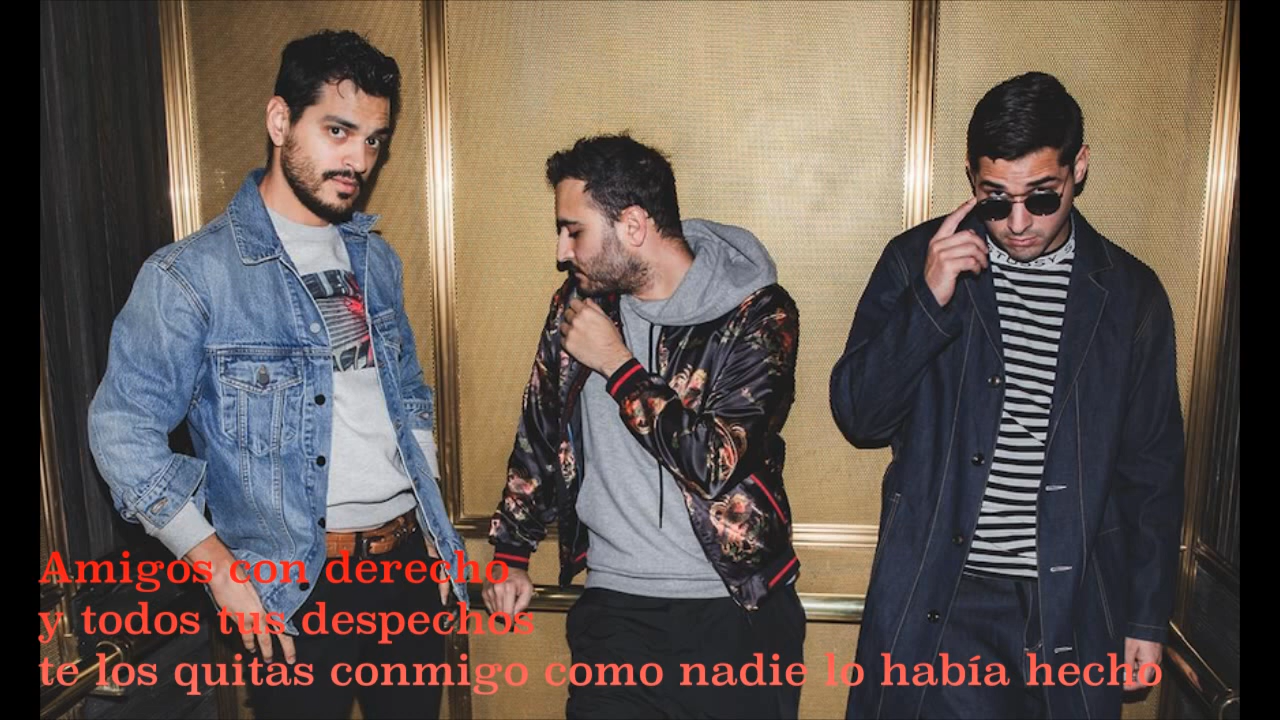 Amigos con derecho
y todos tus despechos
te los quitas conmigo como nadie lo había hecho